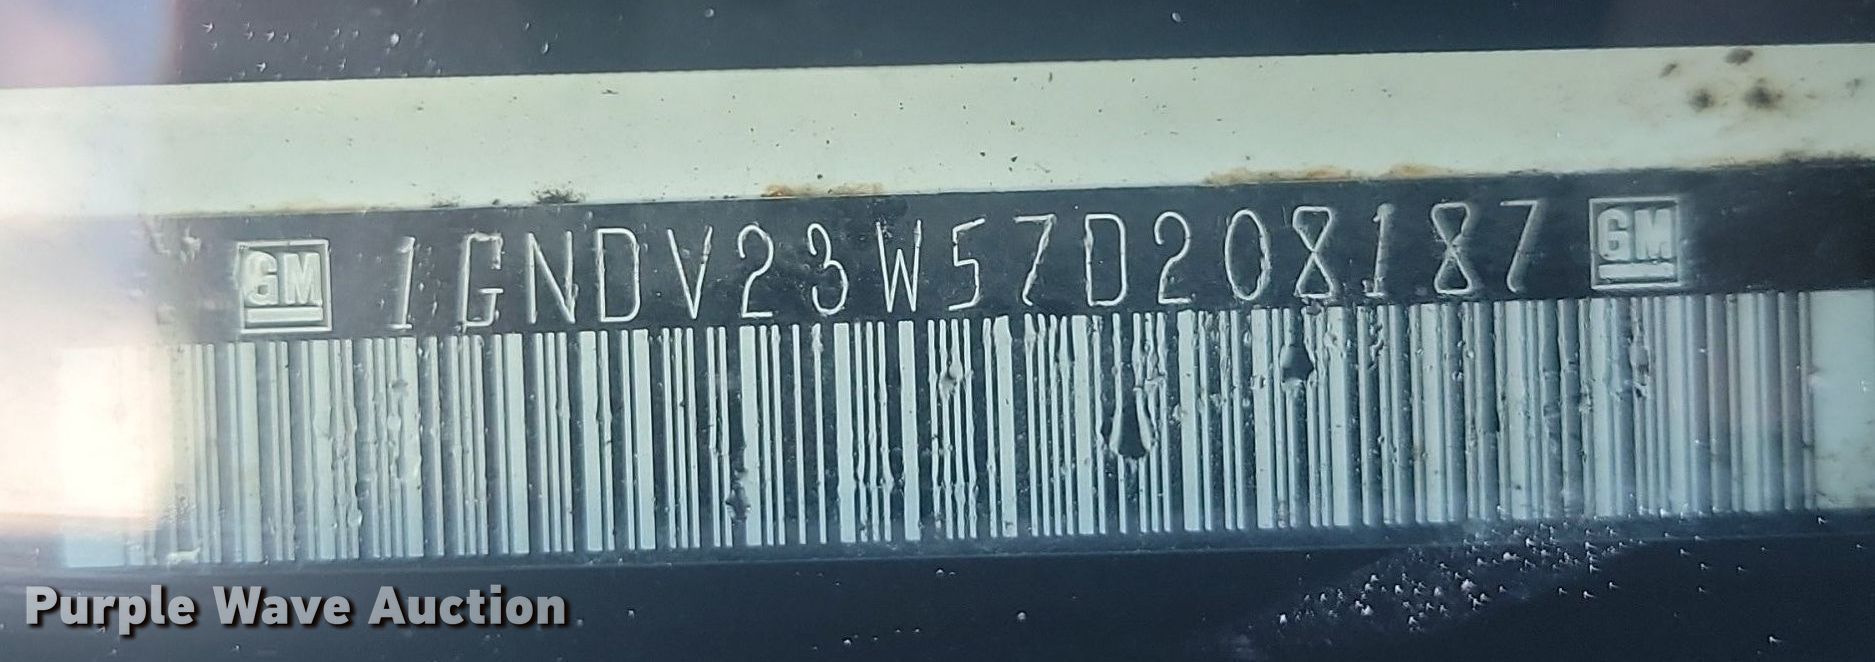 GM 1GNDV23W57D208187 GM
Purple Wave Auction